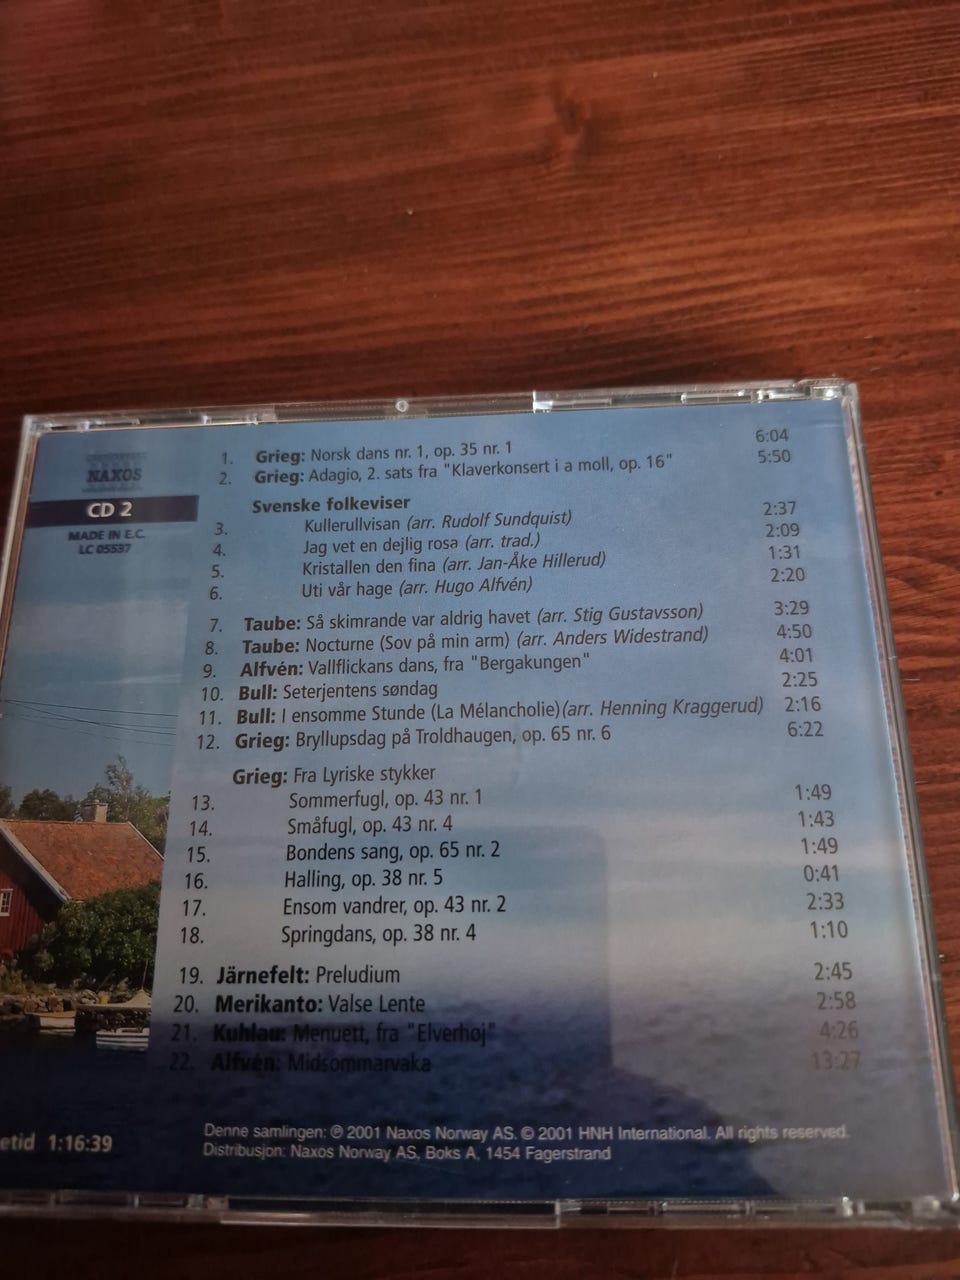 NAXOS
CD 2
MADE IN E.C.
LC 05537
1. Grieg: Norsk dans nr. 1, op. 35 nr. 1 6:04
2. Grieg: Adagio, 2. sats fra "Klaverkonsert i a moll, op. 16" 5:50
Svenske folkeviser
3. Kullerullvisan (arr. Rudolf Sundquist) 2:37
4. Jag vet en dejlig rosa (arr. trad.) 2:09
5. Kristallen den fina (arr. Jan-Åke Hillerud) 1:31
6. Uti vår hage (arr. Hugo Alfvén) 2:20
7. Taube: Så skimrande var aldrig havet (arr. Stig Gustavsson) 3:29
8. Taube: Nocturne (Sov på min arm) (arr. Anders Widestrand) 4:50
9. Alfvén: Vallflickans dans, fra "Bergakungen" 4:01
10. Bull: Seterjentens søndag 2:25
11. Bull: I ensomme Stunde (La Mélancholie)(arr. Henning Kraggerud) 2:16
12. Grieg: Bryllupsdag på Troldhaugen, op. 65 nr. 6 6:22
Grieg: Fra Lyriske stykker
13. Sommerfugl, op. 43 nr. 1 1:49
14. Småfugl, op. 43 nr. 4 1:43
15. Bondens sang, op. 65 nr. 2 1:49
16. Halling, op. 38 nr. 5 0:41
17. Ensom vandrer, op. 43 nr. 2 2:33
18. Springdans, op. 38 nr. 4 1:10
19. Järnefelt: Preludium 2:45
20. Merikanto: Valse Lente 2:58
21. Kuhlau: Menuett, fra "Elverhøj" 4:26
22. Alfvén: Midsommarvaka 13:27
etid 1:16:39
Denne samlingen: ℗ 2001 Naxos Norway AS. © 2001 HNH International. All rights reserved.
Distribusjon: Naxos Norway AS, Boks A, 1454 Fagerstrand